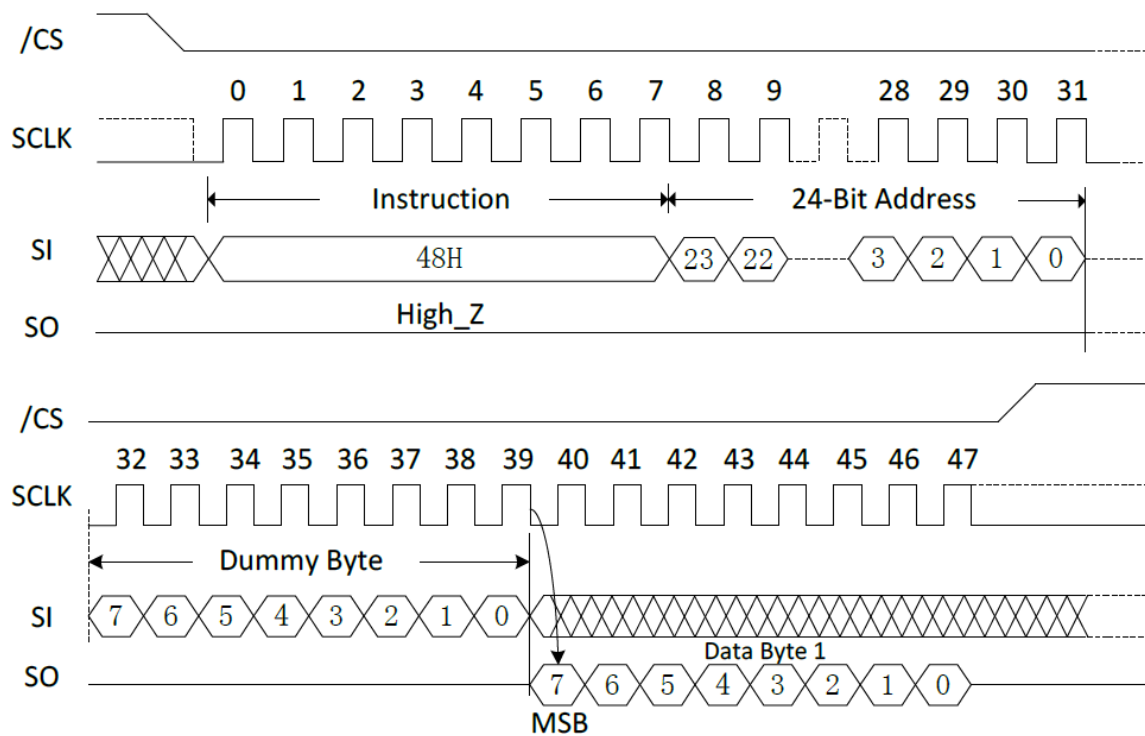 /CS
0 1 2 3 4 5 6 7 8 9 28 29 30 31
SCLK
Instruction 24-Bit Address
SI 48H 23 22 3 2 1 0
High_Z
SO
/CS
32 33 34 35 36 37 38 39 40 41 42 43 44 45 46 47
SCLK
Dummy Byte
SI 7 6 5 4 3 2 1 0
Data Byte 1
SO 7 6 5 4 3 2 1 0
MSB